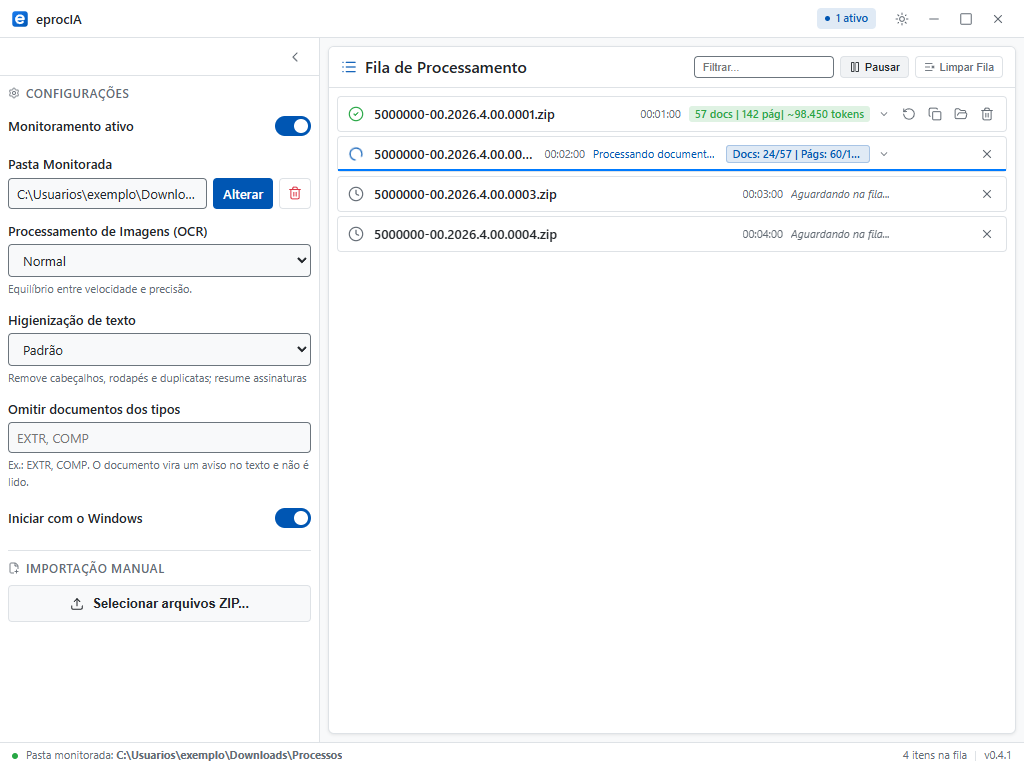 eprocIA
1 ativo
CONFIGURAÇÕES
Monitoramento ativo
Pasta Monitorada
C:\Usuarios\exemplo\Downlo...
Alterar
Processamento de Imagens (OCR)
Normal
Equilíbrio entre velocidade e precisão.
Higienização de texto
Padrão
Remove cabeçalhos, rodapés e duplicatas; resume assinaturas
Omitir documentos dos tipos
EXTR, COMP
Ex.: EXTR, COMP. O documento vira um aviso no texto e não é
lido.
Iniciar com o Windows
IMPORTAÇÃO MANUAL
Selecionar arquivos ZIP...
Fila de Processamento
Filtrar...
Pausar
Limpar Fila
5000000-00.2026.4.00.0001.zip 00:01:00 57 docs | 142 pág| ~98.450 tokens
5000000-00.2026.4.00.00... 00:02:00 Processando document... Docs: 24/57 | Págs: 60/1...
5000000-00.2026.4.00.0003.zip 00:03:00 Aguardando na fila...
5000000-00.2026.4.00.0004.zip 00:04:00 Aguardando na fila...
Pasta monitorada: C:\Usuarios\exemplo\Downloads\Processos
4 itens na fila
v0.4.1